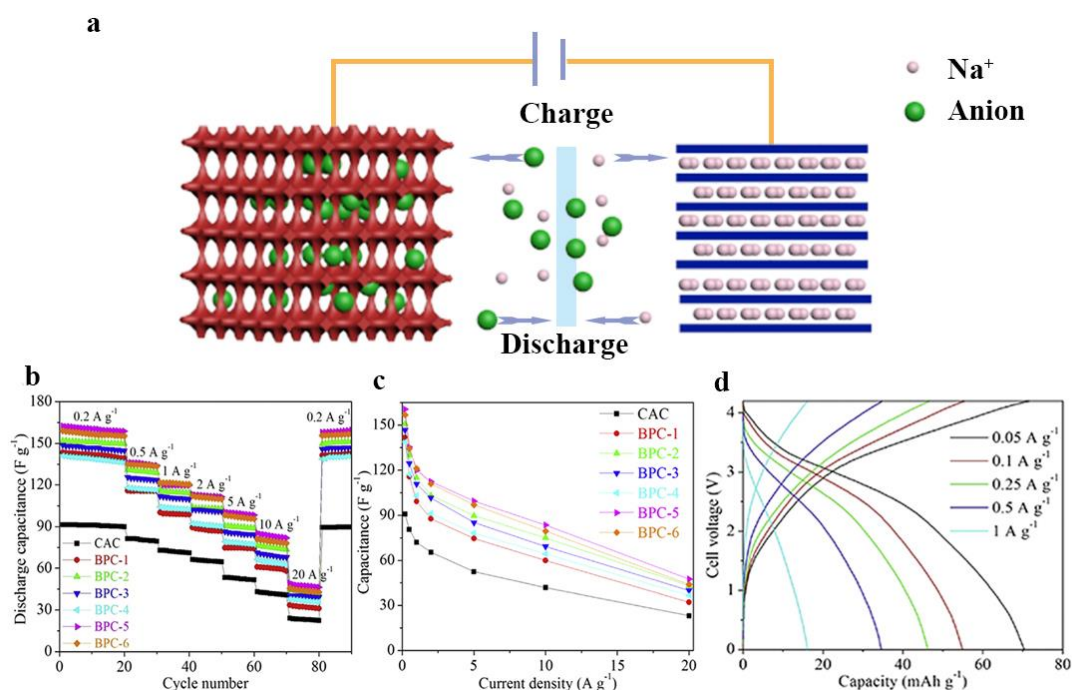 a
Na⁺
Anion
Charge
Discharge
b
180
150
120
90
60
30
0
Discharge capacitance (F g⁻¹)
0.2 A g⁻¹
0.5 A g⁻¹
1 A g⁻¹
2 A g⁻¹
5 A g⁻¹
10 A g⁻¹
20 A g⁻¹
0.2 A g⁻¹
CAC
BPC-1
BPC-2
BPC-3
BPC-4
BPC-5
BPC-6
0 20 40 60 80
Cycle number
c
150
120
90
60
30
0
Capacitance (F g⁻¹)
CAC
BPC-1
BPC-2
BPC-3
BPC-4
BPC-5
BPC-6
0 5 10 15 20
Current density (A g⁻¹)
d
4
3
2
1
0
Cell voltage (V)
0.05 A g⁻¹
0.1 A g⁻¹
0.25 A g⁻¹
0.5 A g⁻¹
1 A g⁻¹
0 20 40 60 80
Capacity (mAh g⁻¹)